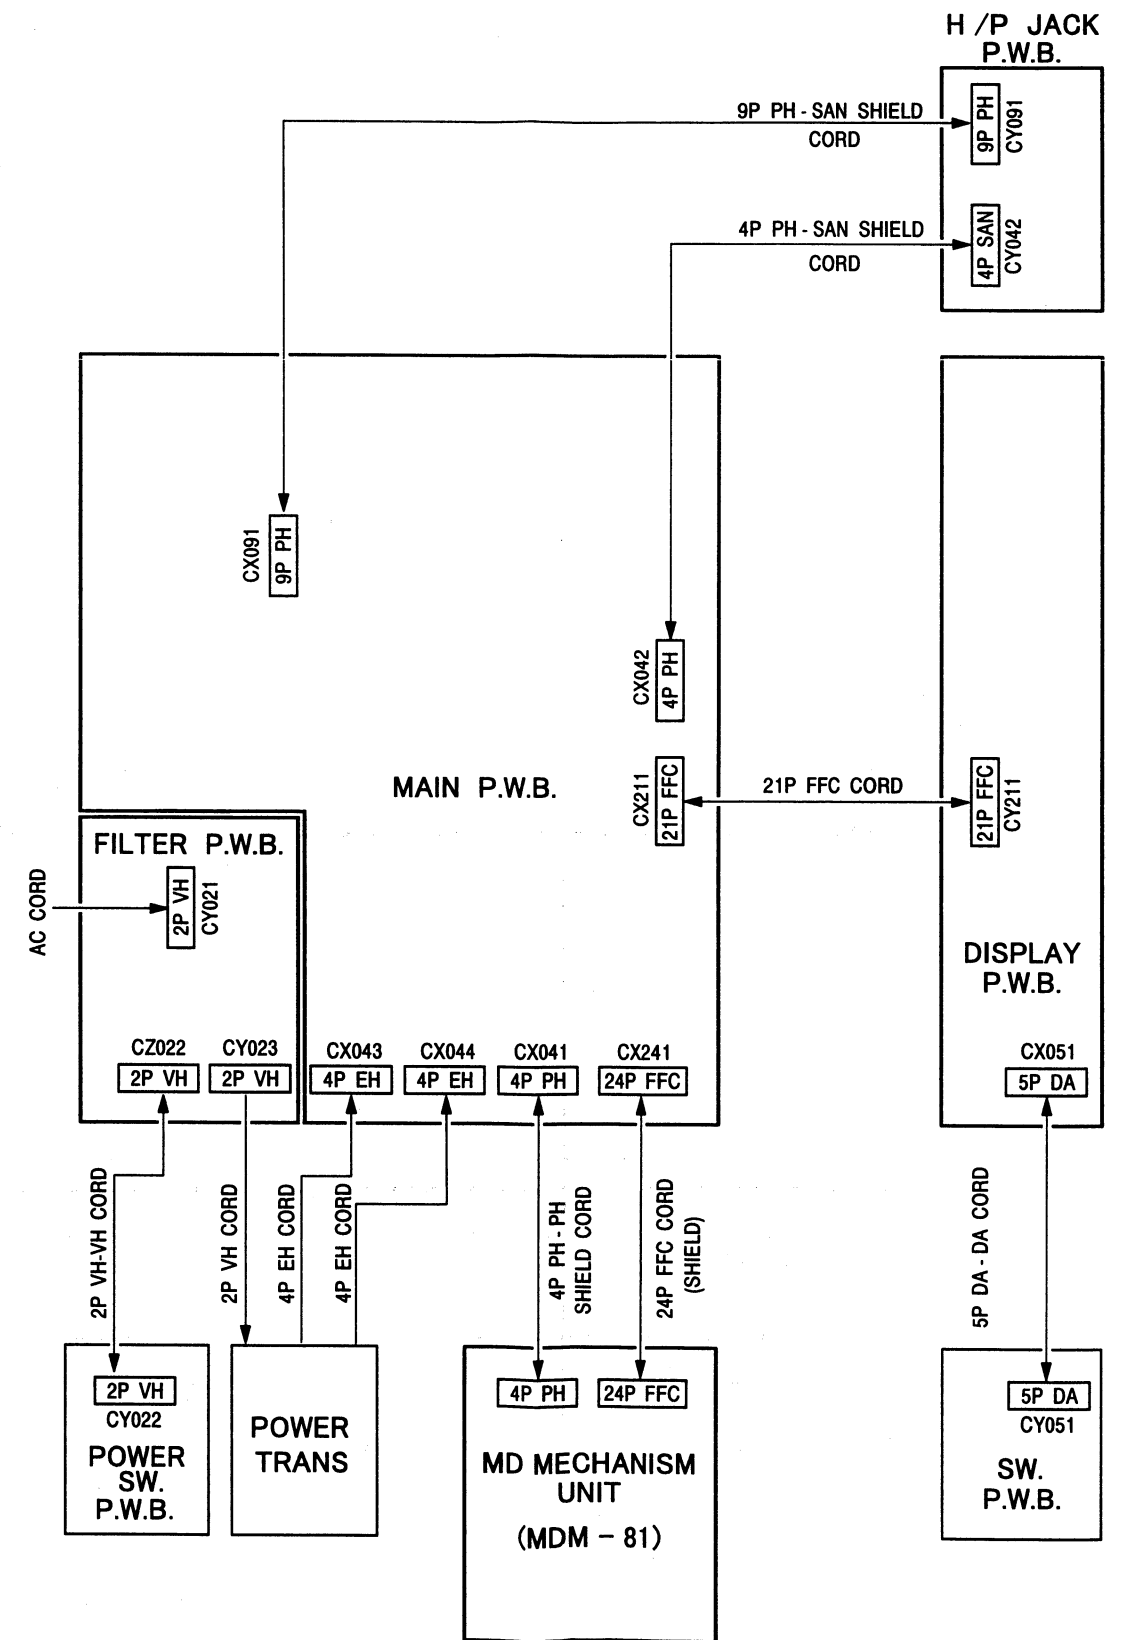 H/P JACK
P.W.B.
9P PH-SAN SHIELD
CORD
9P PH
CY091
4P PH-SAN SHIELD
CORD
4P SAN
CY042
CX091
9P PH
CX042
4P PH
MAIN P.W.B.
CX211
21P FFC
21P FFC CORD
21P FFC
CY211
FILTER P.W.B.
AC CORD
2P VH
CY021
DISPLAY
P.W.B.
CZ022
2P VH
CY023
2P VH
CX043
4P EH
CX044
4P EH
CX041
4P PH
CX241
24P FFC
CX051
5P DA
2P VH-VH CORD
2P VH CORD
4P EH CORD
4P EH CORD
4P PH-PH
SHIELD CORD
24P FFC CORD
(SHIELD)
5P DA-DA CORD
2P VH
CY022
POWER
SW.
P.W.B.
POWER
TRANS
4P PH
24P FFC
MD MECHANISM
UNIT
(MDM-81)
5P DA
CY051
SW.
P.W.B.